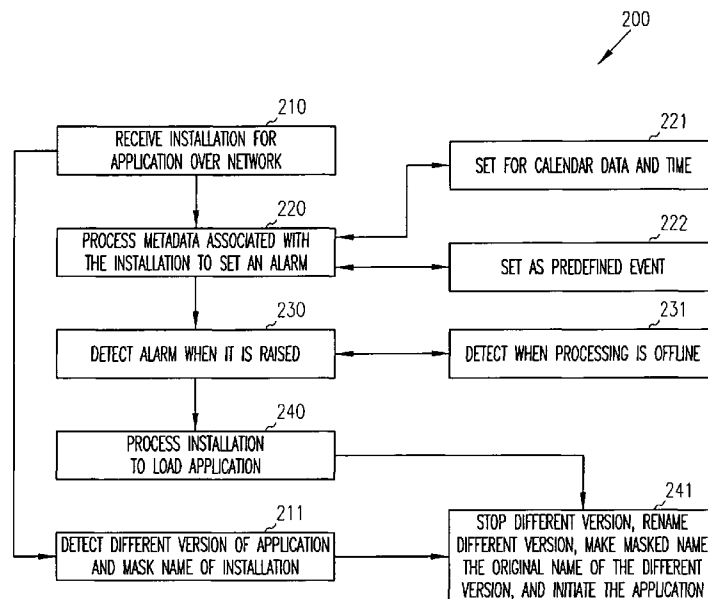 200
210
RECEIVE INSTALLATION FOR
APPLICATION OVER NETWORK
221
SET FOR CALENDAR DATA AND TIME
220
PROCESS METADATA ASSOCIATED WITH
THE INSTALLATION TO SET AN ALARM
222
SET AS PREDEFINED EVENT
230
DETECT ALARM WHEN IT IS RAISED
231
DETECT WHEN PROCESSING IS OFFLINE
240
PROCESS INSTALLATION
TO LOAD APPLICATION
211
DETECT DIFFERENT VERSION OF APPLICATION
AND MASK NAME OF INSTALLATION
241
STOP DIFFERENT VERSION, RENAME
DIFFERENT VERSION, MAKE MASKED NAME
THE ORIGINAL NAME OF THE DIFFERENT
VERSION, AND INITIATE THE APPLICATION